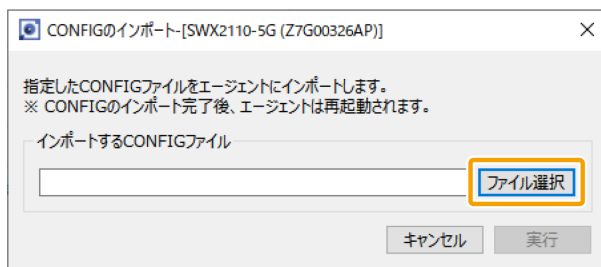 CONFIGのインポート-[SWX2110-5G (Z7G00326AP)]
指定したCONFIGファイルをエージェントにインポートします。
※ CONFIGのインポート完了後、エージェントは再起動されます。
インポートするCONFIGファイル
ファイル選択
キャンセル
実行